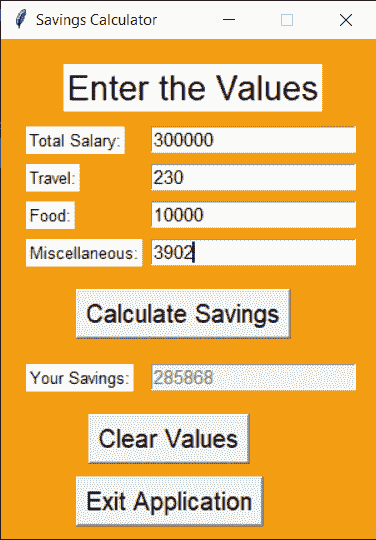 Savings Calculator
Enter the Values
Total Salary: 300000
Travel: 230
Food: 10000
Miscellaneous: 3902
Calculate Savings
Your Savings: 285868
Clear Values
Exit Application